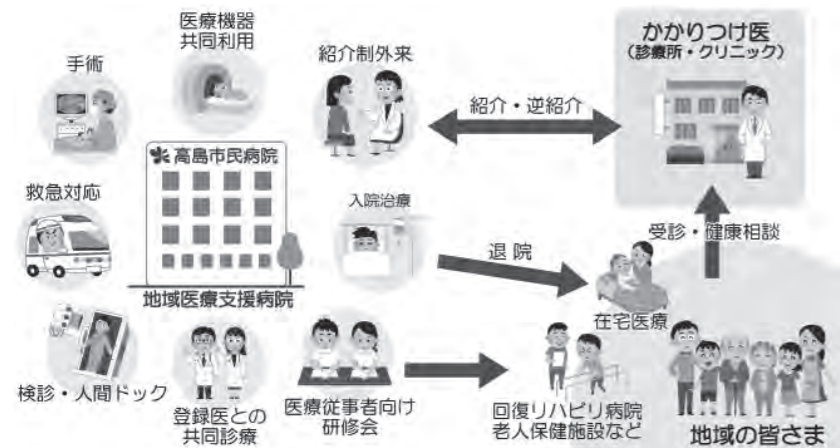 医療機器
共同利用
手術
紹介制外来
かかりつけ医
（診療所・クリニック）
紹介・逆紹介
高島市民病院
救急対応
入院治療
受診・健康相談
退院
地域医療支援病院
在宅医療
検診・人間ドック
登録医との
共同診療
医療従事者向け
研修会
回復リハビリ病院
老人保健施設など
地域の皆さま